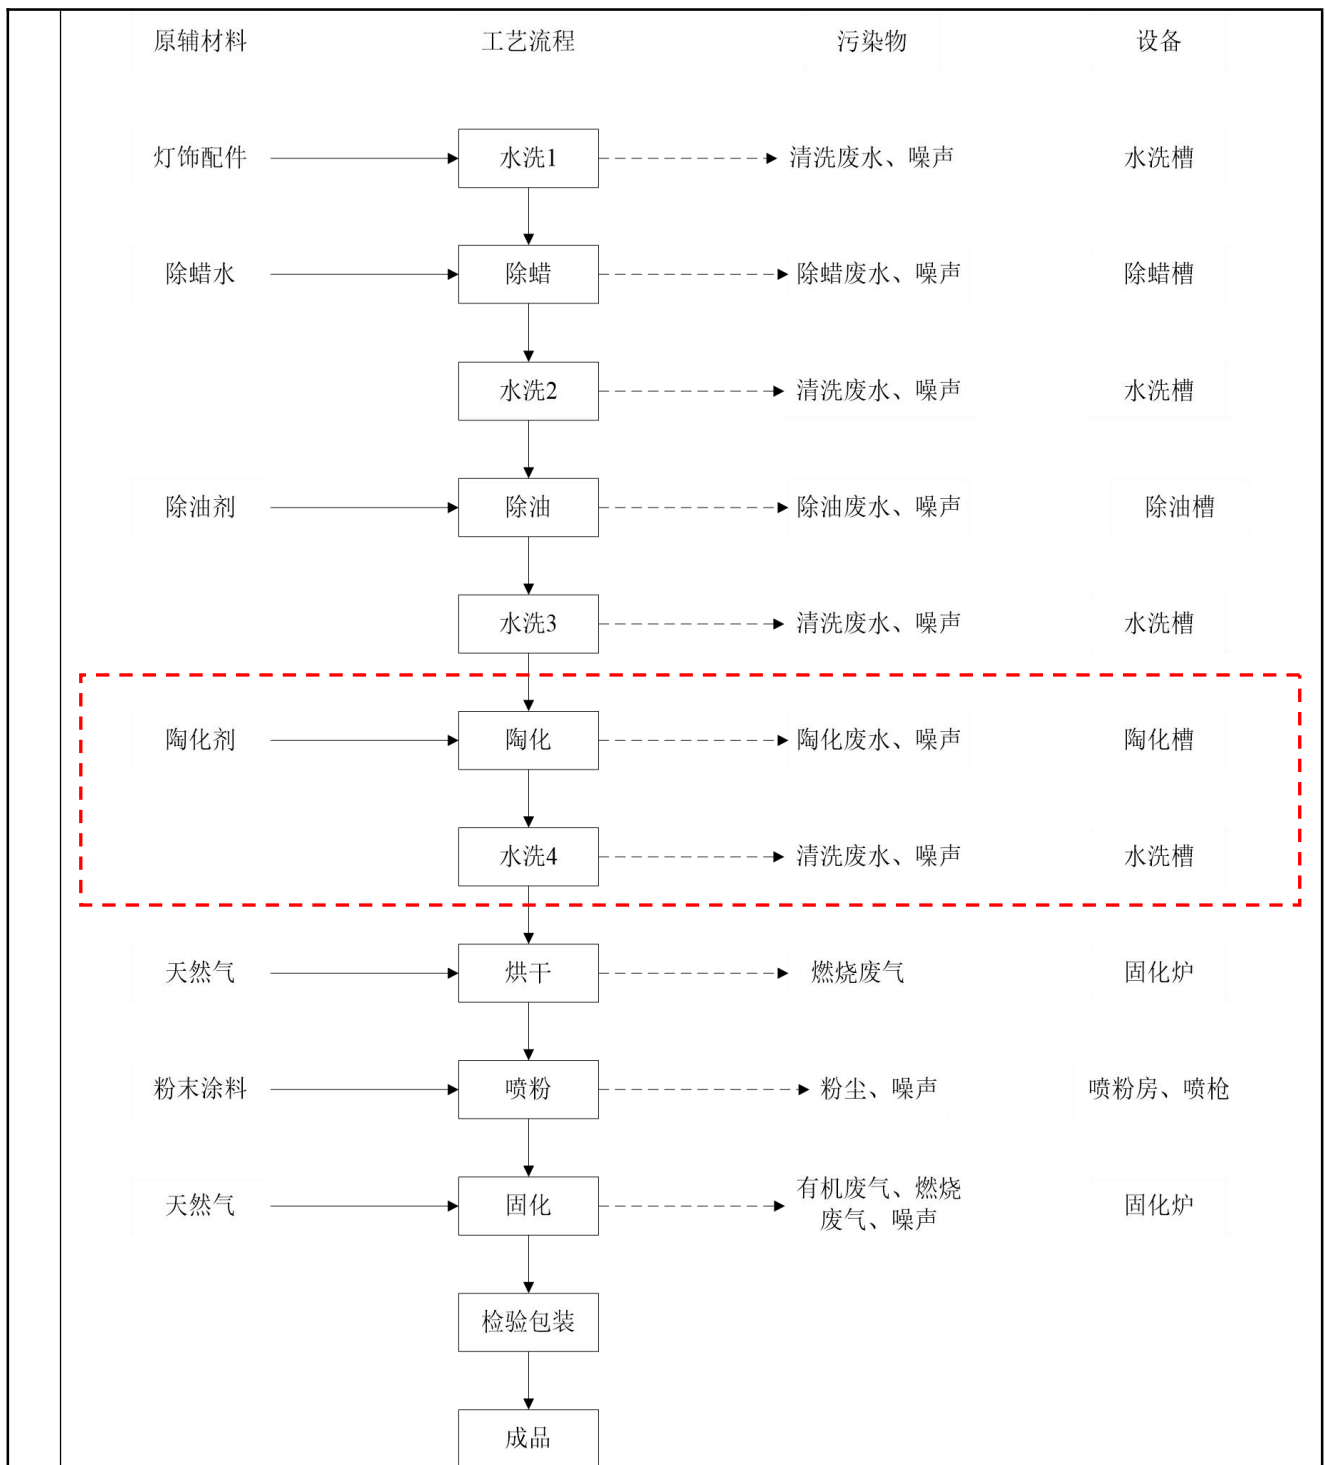 原辅材料 工艺流程 污染物 设备
灯饰配件 水洗1 清洗废水、噪声 水洗槽
除蜡水 除蜡 除蜡废水、噪声 除蜡槽
水洗2 清洗废水、噪声 水洗槽
除油剂 除油 除油废水、噪声 除油槽
水洗3 清洗废水、噪声 水洗槽
陶化剂 陶化 陶化废水、噪声 陶化槽
水洗4 清洗废水、噪声 水洗槽
天然气 烘干 燃烧废气 固化炉
粉末涂料 喷粉 粉尘、噪声 喷粉房、喷枪
天然气 固化 有机废气、燃烧 固化炉
废气、噪声
检验包装
成品